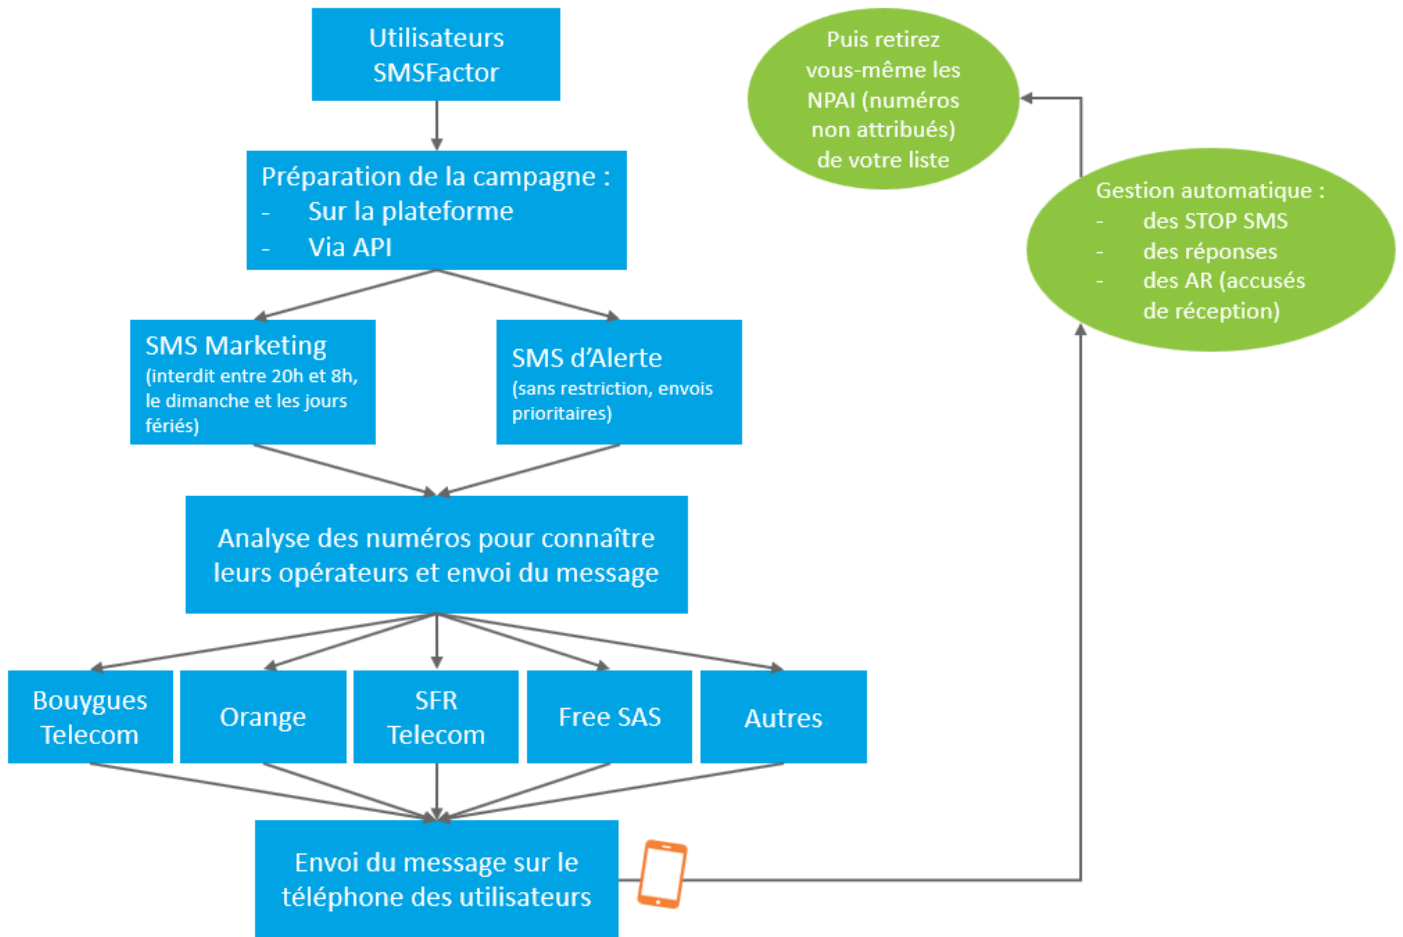 Utilisateurs
SMSFactor
Préparation de la campagne :
- Sur la plateforme
- Via API
SMS Marketing
(interdit entre 20h et 8h,
le dimanche et les jours
fériés)
SMS d’Alerte
(sans restriction, envois
prioritaires)
Analyse des numéros pour connaître
leurs opérateurs et envoi du message
Bouygues
Telecom
Orange
SFR
Telecom
Free SAS
Autres
Envoi du message sur le
téléphone des utilisateurs
Gestion automatique :
- des STOP SMS
- des réponses
- des AR (accusés
de réception)
Puis retirez
vous-même les
NPAI (numéros
non attribués)
de votre liste